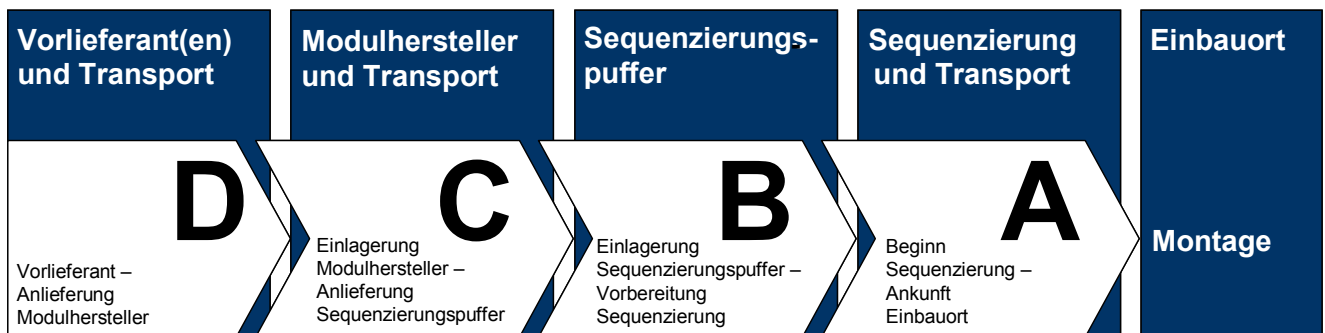 Vorlieferant(en)
und Transport
Modulhersteller
und Transport
Sequenzierungs-
puffer
Sequenzierung
und Transport
Einbauort
D
Vorlieferant –
Anlieferung
Modulhersteller
C
Einlagerung
Modulhersteller –
Anlieferung
Sequenzierungspuffer
B
Einlagerung
Sequenzierungspuffer –
Vorbereitung
Sequenzierung
A
Beginn
Sequenzierung –
Ankunft
Einbauort
Montage